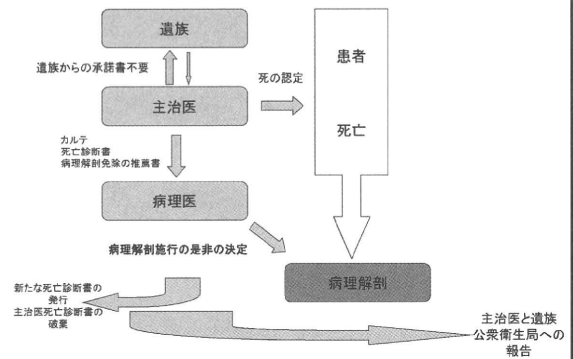 遺族
遺族からの承諾書不要
死の認定
患者
主治医
死亡
カルテ
死亡診断書
病理解剖免除の推薦書
病理医
病理解剖施行の是非の決定
病理解剖
新たな死亡診断書の
発行
主治医死亡診断書の
破棄
主治医と遺族
公衆衛生局への
報告